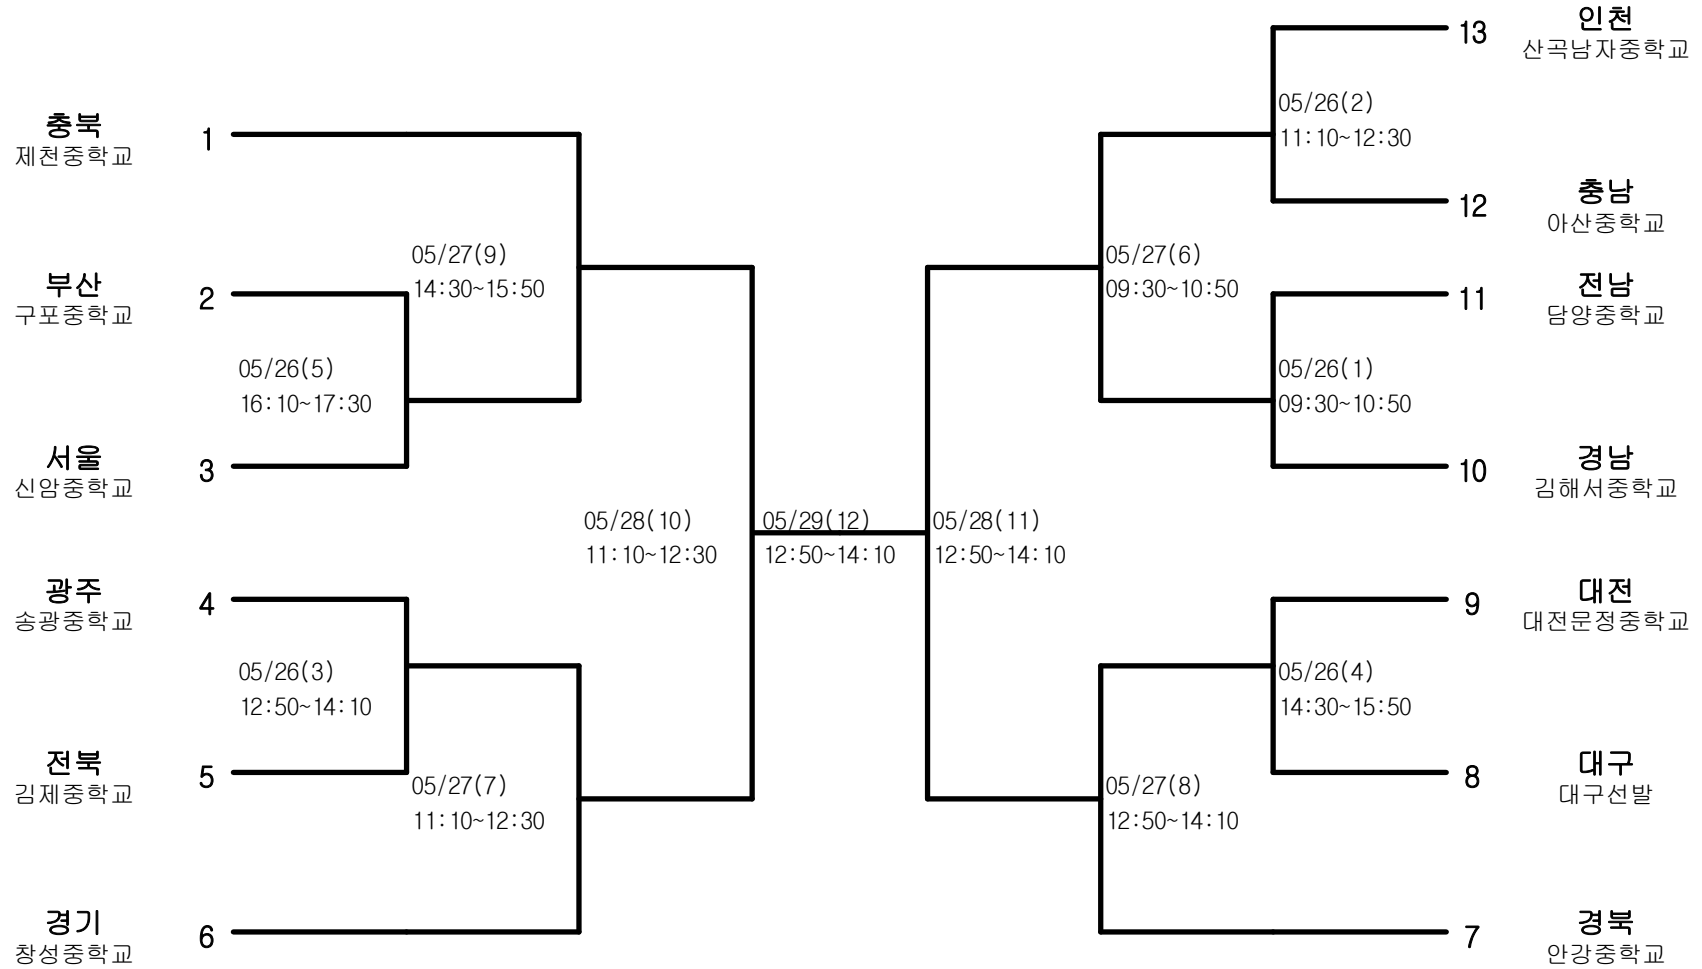 충북
제천중학교
1
부산
구포중학교
2
서울
신암중학교
3
광주
송광중학교
4
전북
김제중학교
5
경기
창성중학교
6
05/27(9)
14:30~15:50
05/26(5)
16:10~17:30
05/26(3)
12:50~14:10
05/27(7)
11:10~12:30
05/28(10)
11:10~12:30
05/29(12)
12:50~14:10
05/28(11)
12:50~14:10
05/26(2)
11:10~12:30
05/27(6)
09:30~10:50
05/26(1)
09:30~10:50
05/26(4)
14:30~15:50
05/27(8)
12:50~14:10
13
인천
산곡남자중학교
12
충남
아산중학교
11
전남
담양중학교
10
경남
김해서중학교
9
대전
대전문정중학교
8
대구
대구선발
7
경북
안강중학교